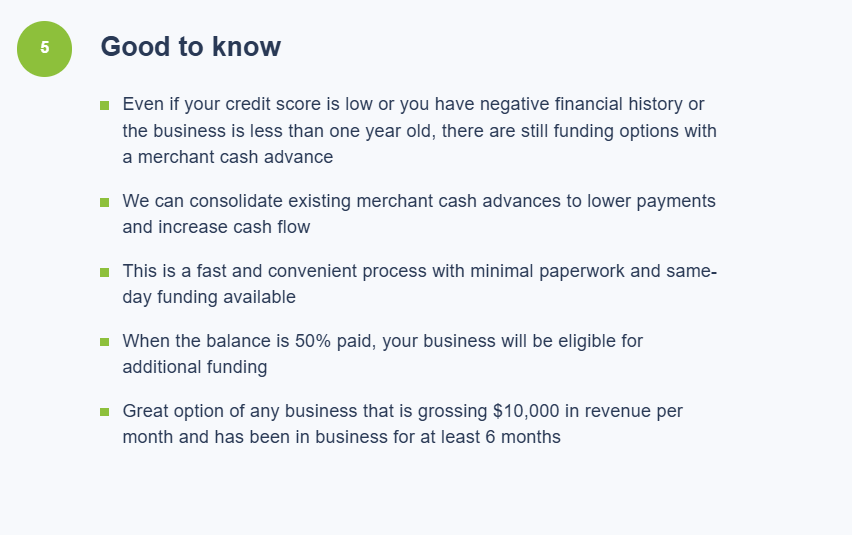 5
Good to know
Even if your credit score is low or you have negative financial history or
the business is less than one year old, there are still funding options with
a merchant cash advance
We can consolidate existing merchant cash advances to lower payments
and increase cash flow
This is a fast and convenient process with minimal paperwork and same-
day funding available
When the balance is 50% paid, your business will be eligible for
additional funding
Great option of any business that is grossing $10,000 in revenue per
month and has been in business for at least 6 months